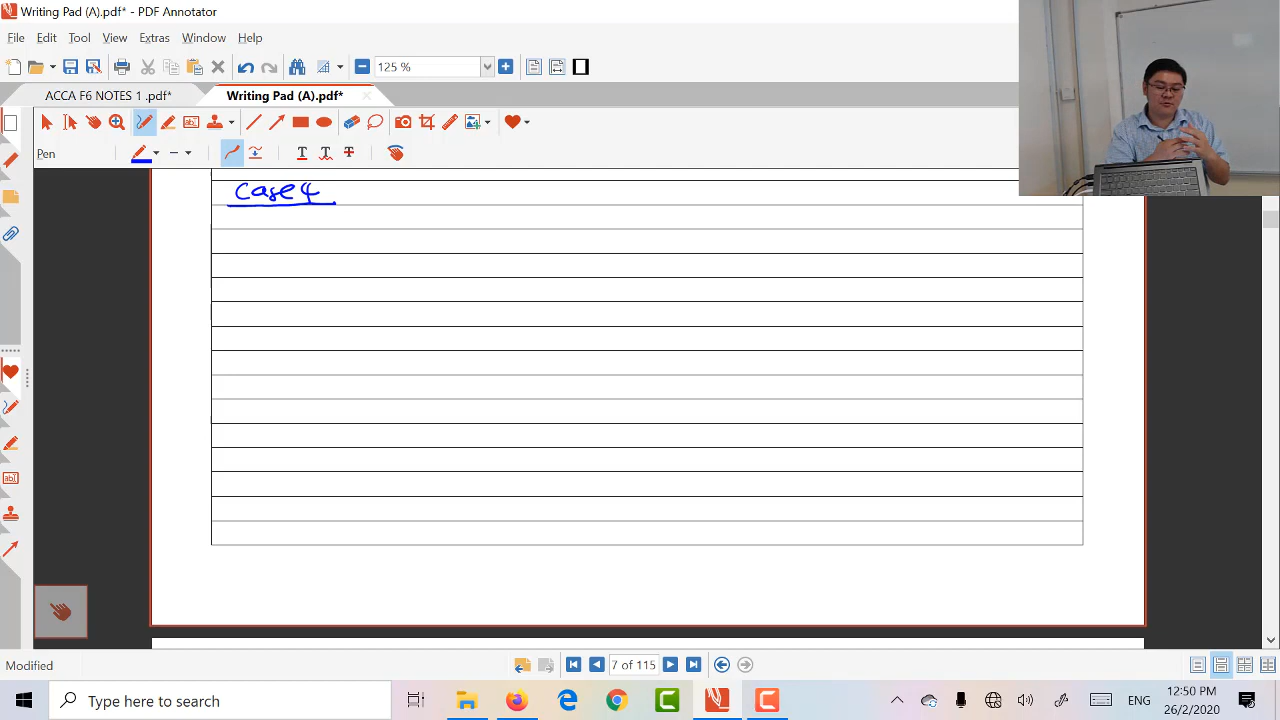 Writing Pad (A).pdf* - PDF Annotator
File Edit Tool View Extras Window Help
125 %
ACCA F6 NOTES 1 .pdf* Writing Pad (A).pdf*
Pen
Case 4
7 of 115
Modified
Type here to search
ENG
12:50 PM
26/2/2020